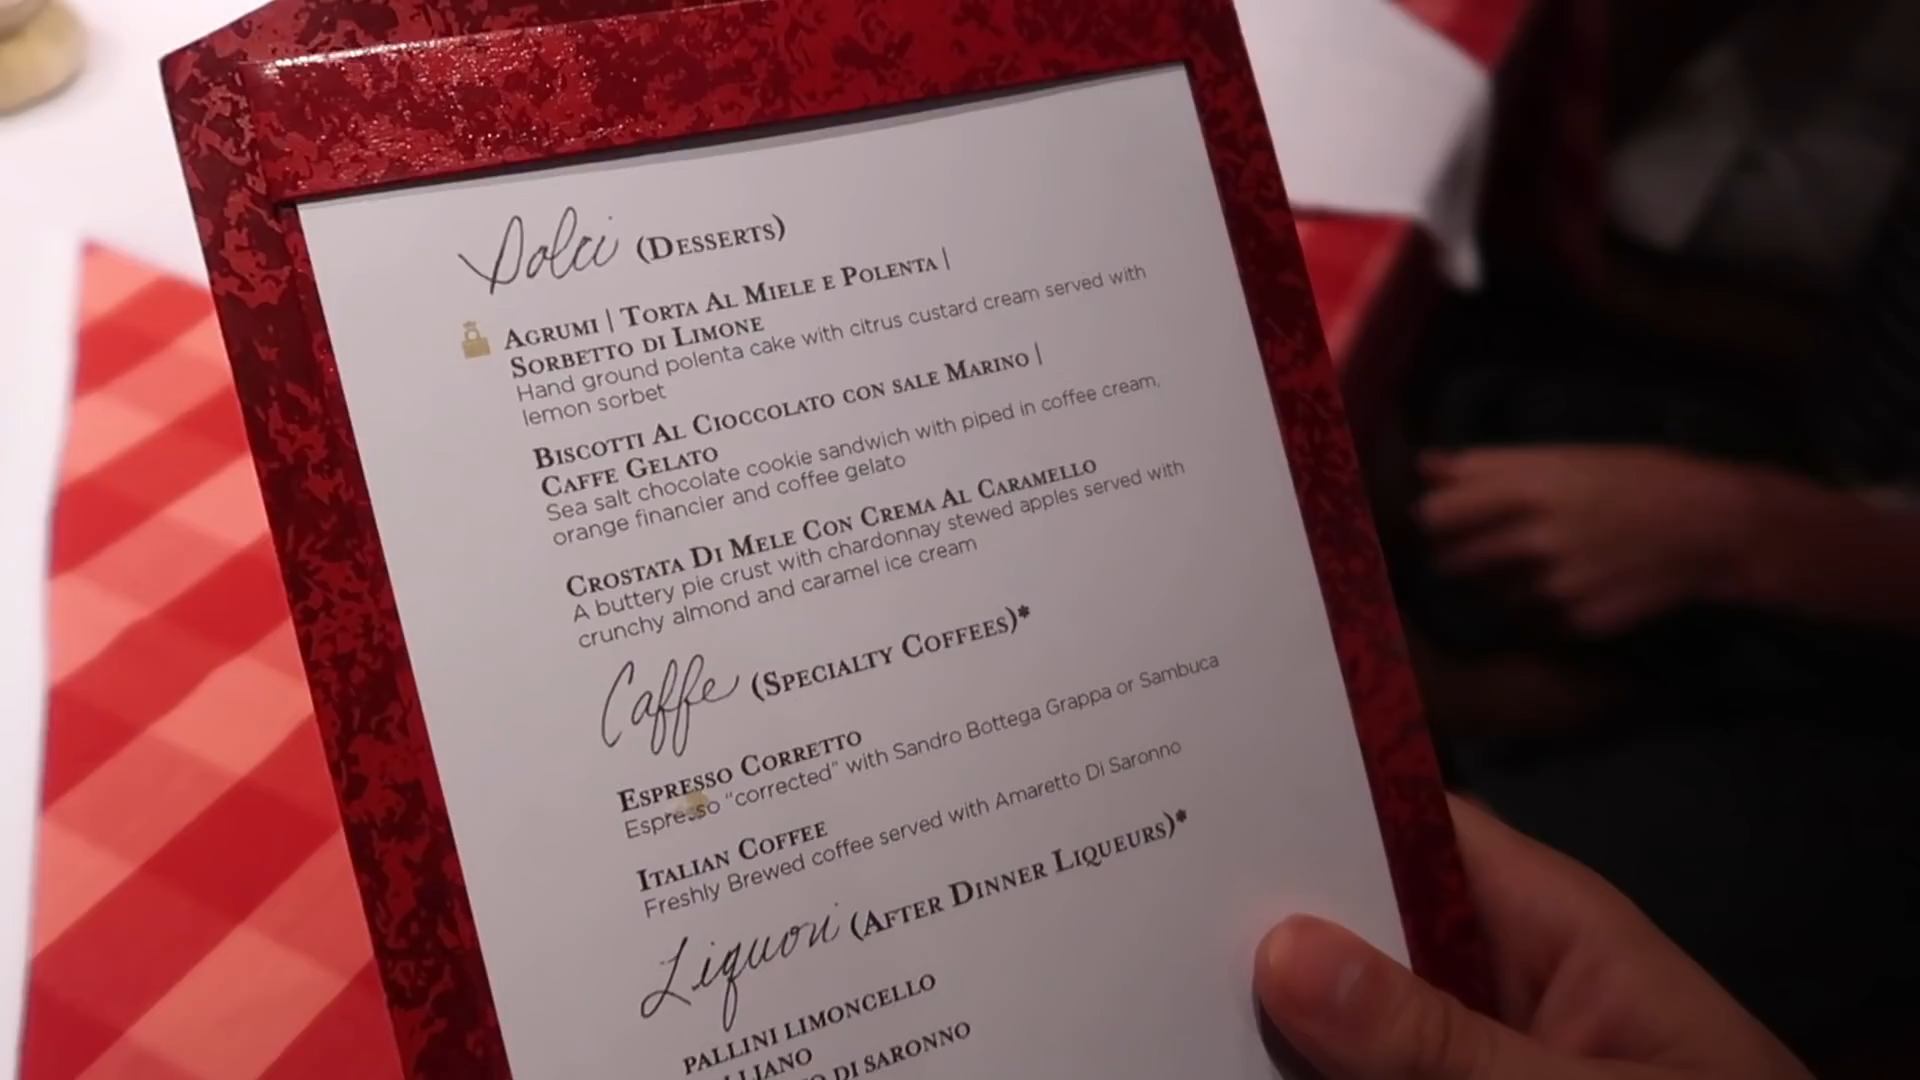 Dolci (Desserts)
Agrumi | Torta Al Miele e Polenta |
Sorbetto di Limone
Hand ground polenta cake with citrus custard cream served with
lemon sorbet
Biscotti Al Cioccolato con sale Marino |
Caffe Gelato
Sea salt chocolate cookie sandwich with piped in coffee cream,
orange financier and coffee gelato
Crostata Di Mele Con Crema Al Caramello
A buttery pie crust with chardonnay stewed apples served with
crunchy almond and caramel ice cream
Caffe (Specialty Coffees)*
Espresso Corretto
Espresso "corrected" with Sandro Bottega Grappa or Sambuca
Italian Coffee
Freshly Brewed coffee served with Amaretto Di Saronno
Liquori (After Dinner Liqueurs)*
Pallini Limoncello
Di Saronno